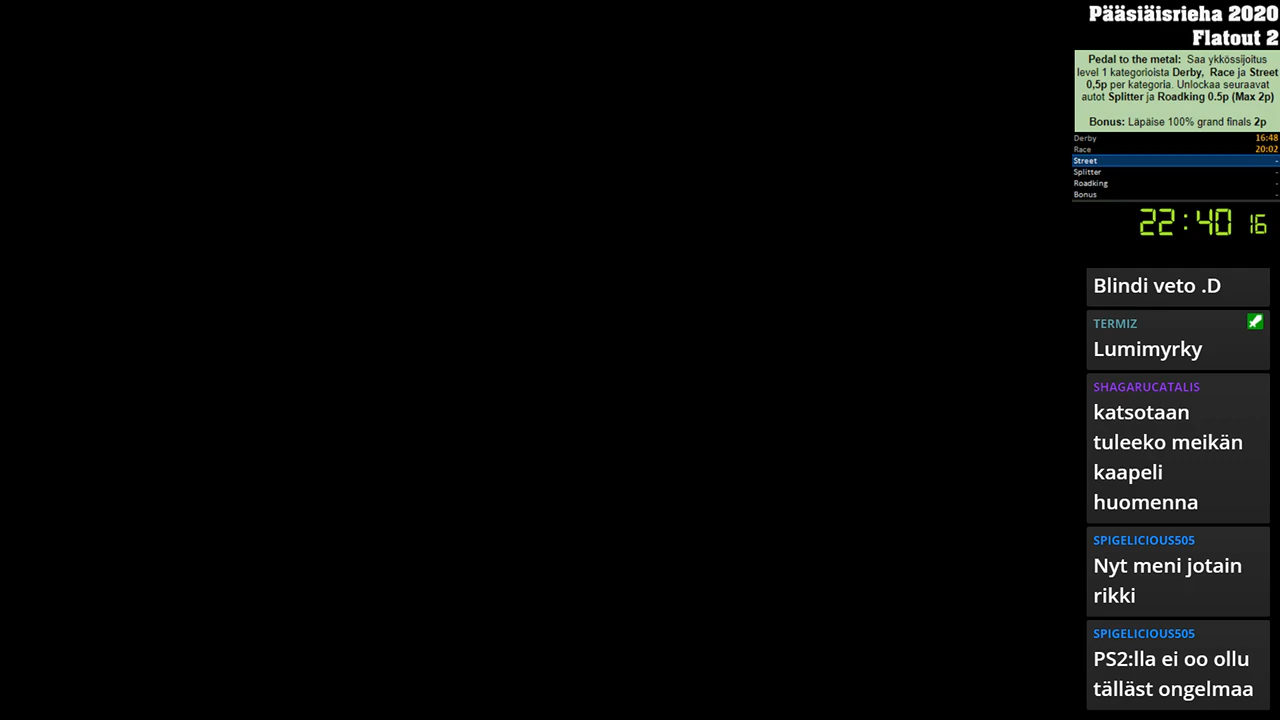 Pääsiäisrieha 2020
Flatout 2
Pedal to the metal: Saa ykkössijoitus
level 1 kategorioista Derby, Race ja Street
0,5p per kategoria. Unlockaa seuraavat
autot Splitter ja Roadking 0.5p (Max 2p)
Bonus: Läpäise 100% grand finals 2p
Derby 16:48
Race 20:02
Street -
Splitter -
Roadking -
Bonus -
22:40 16
Blindi veto .D
TERMIZ
Lumimyrky
SHAGARUCATALIS
katsotaan
tuleeko meikän
kaapeli
huomenna
SPIGELICIOUS505
Nyt meni jotain
rikki
SPIGELICIOUS505
PS2:lla ei oo ollu
tälläst ongelmaa